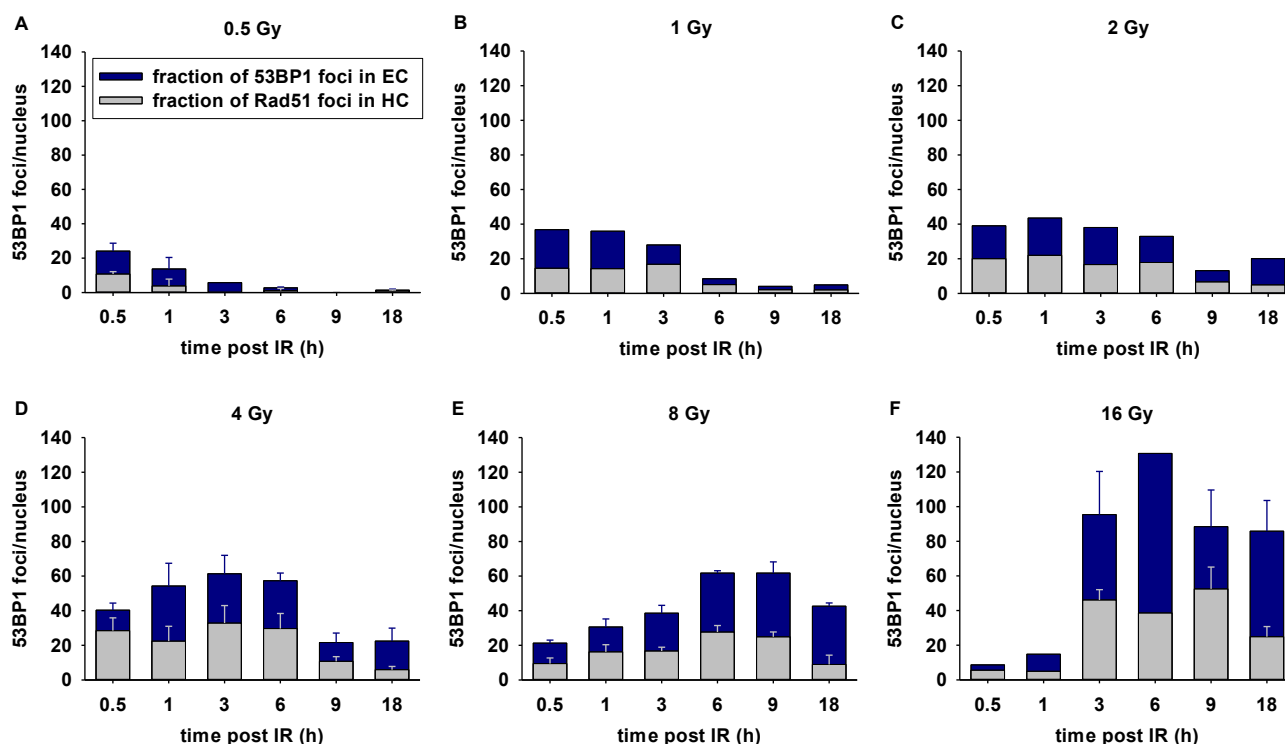 A
0.5 Gy
140
120
100
80
60
40
20
0
53BP1 foci/nucleus
fraction of 53BP1 foci in EC
fraction of Rad51 foci in HC
0.5 1 3 6 9 18
time post IR (h)
B
1 Gy
140
120
100
80
60
40
20
0
53BP1 foci/nucleus
0.5 1 3 6 9 18
time post IR (h)
C
2 Gy
140
120
100
80
60
40
20
0
53BP1 foci/nucleus
0.5 1 3 6 9 18
time post IR (h)
D
4 Gy
140
120
100
80
60
40
20
0
53BP1 foci/nucleus
0.5 1 3 6 9 18
time post IR (h)
E
8 Gy
140
120
100
80
60
40
20
0
53BP1 foci/nucleus
0.5 1 3 6 9 18
time post IR (h)
F
16 Gy
140
120
100
80
60
40
20
0
53BP1 foci/nucleus
0.5 1 3 6 9 18
time post IR (h)